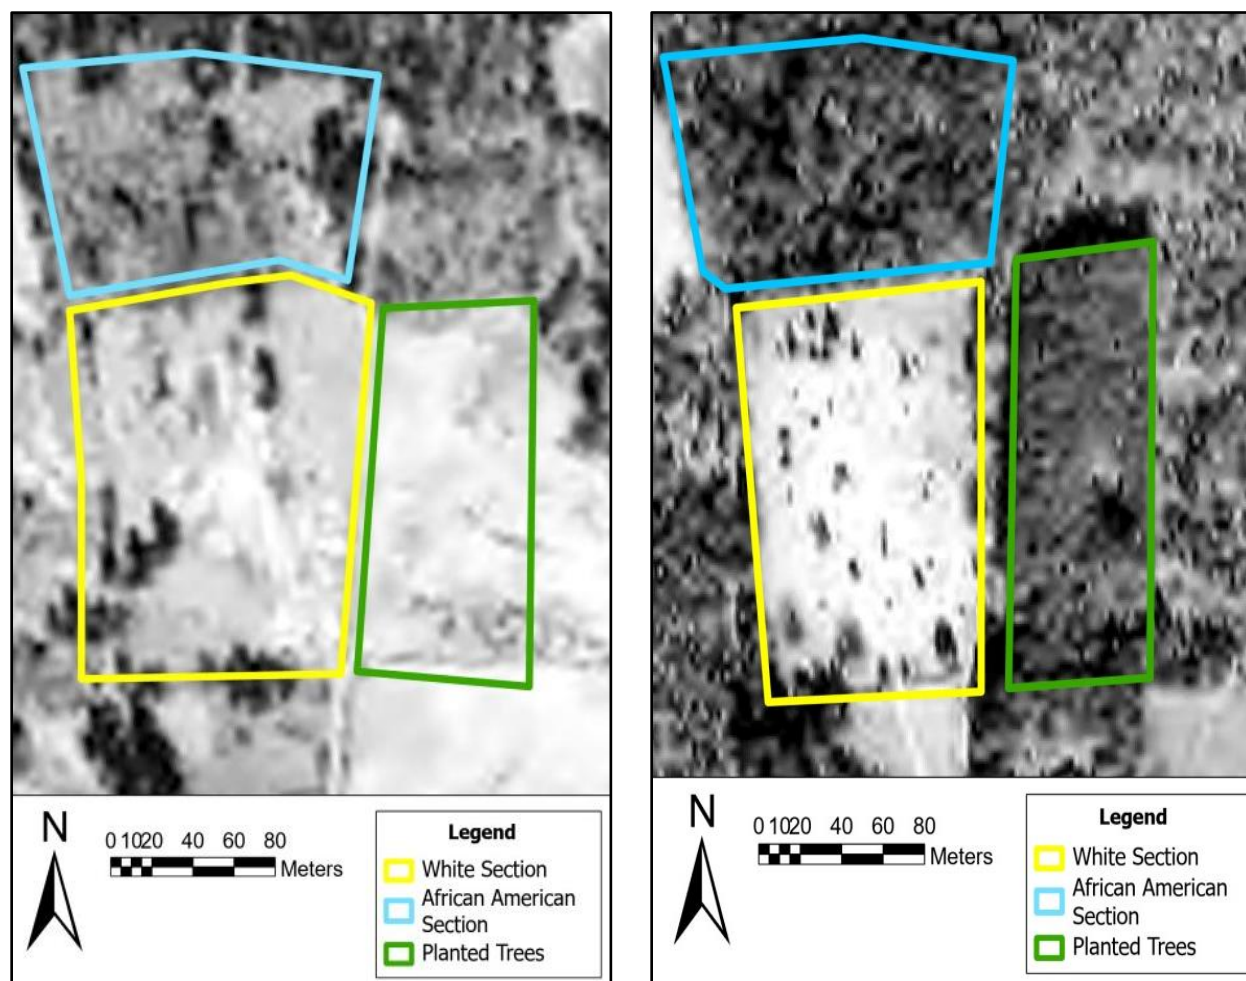 N
0 10 20 40 60 80
Meters
Legend
White Section
African American
Section
Planted Trees
N
0 10 20 40 60 80
Meters
Legend
White Section
African American
Section
Planted Trees